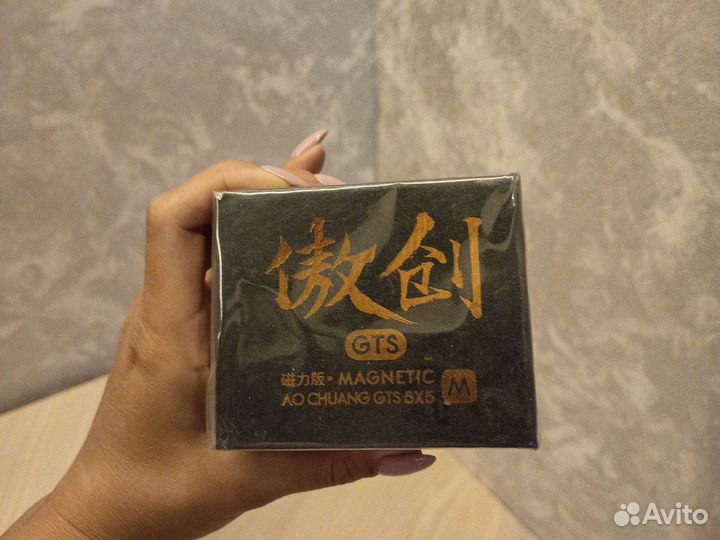 傲创
GTS
磁力版·MAGNETIC
AO CHUANG GTS 5X5 M
Avito